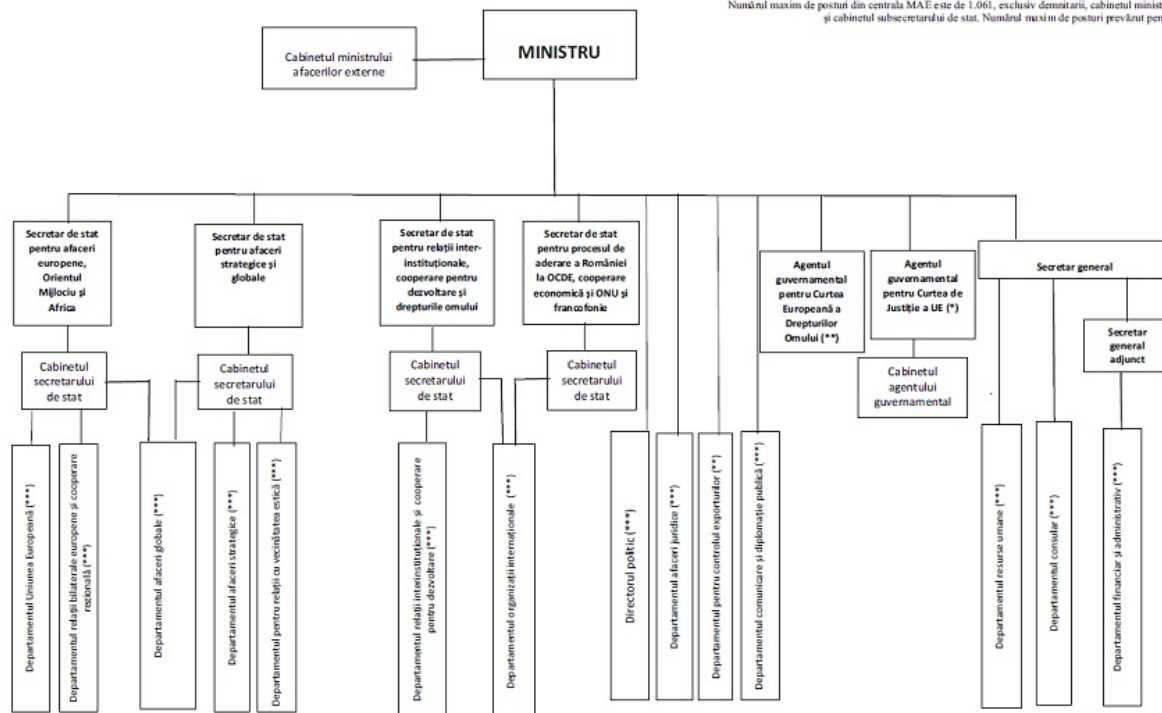 Numărul maxim de posturi din centrala MAE este de 1.061, exclusiv demnitarii, cabinetul
și cabinetul subsecretarului de stat. Numărul maxim de posturi prevăzut
Cabinetul ministrului
afacerilor externe
MINISTRU
Secretar de stat
pentru afaceri
europene,
Orientul
Mijlociu și
Africa
Secretar de stat
pentru afaceri
strategice și
globale
Secretar de stat
pentru relații inter-
instituționale,
cooperare pentru
dezvoltare și
drepturile omului
Secretar de stat
pentru procesul de
aderare a României
la OCDE, cooperare
economică și ONU și
francofonie
Agentul
guvernamental
pentru Curtea
Europeană a
Drepturilor
Omului (**)
Agentul
guvernamental
pentru Curtea de
Justiție a UE (*)
Secretar general
Secretar
general
adjunct
Cabinetul
secretarului
de stat
Cabinetul
secretarului
de stat
Cabinetul
secretarului
de stat
Cabinetul
secretarului
de stat
Cabinetul
agentului
guvernamental
Departamentul Uniunea Europeană (***)
Departamentul relații bilaterale europene și cooperare
regională (***)
Departamentul afaceri globale (***)
Departamentul afaceri strategice (***)
Departamentul pentru relații cu vecinătatea estică (***)
Departamentul relații interinstituționale și cooperare
pentru dezvoltare (***)
Departamentul organizații internaționale (***)
Directorul politic (***)
Departamentul afaceri juridice (***)
Departamentul pentru controlul exporturilor (**)
Departamentul comunicare și diplomație publică (***)
Departamentul resurse umane (***)
Departamentul consular (***)
Departamentul financiar și administrativ (***)